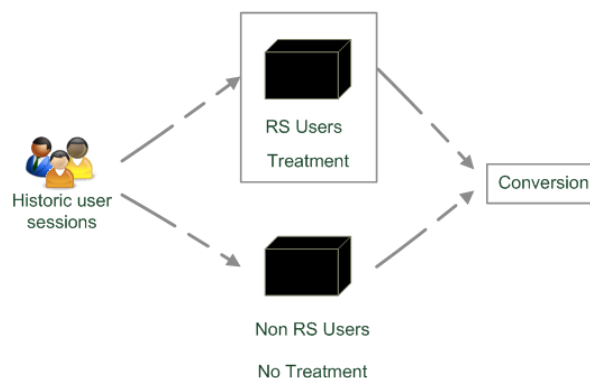 RS Users
Treatment
Historic user
sessions
Conversion
Non RS Users
No Treatment